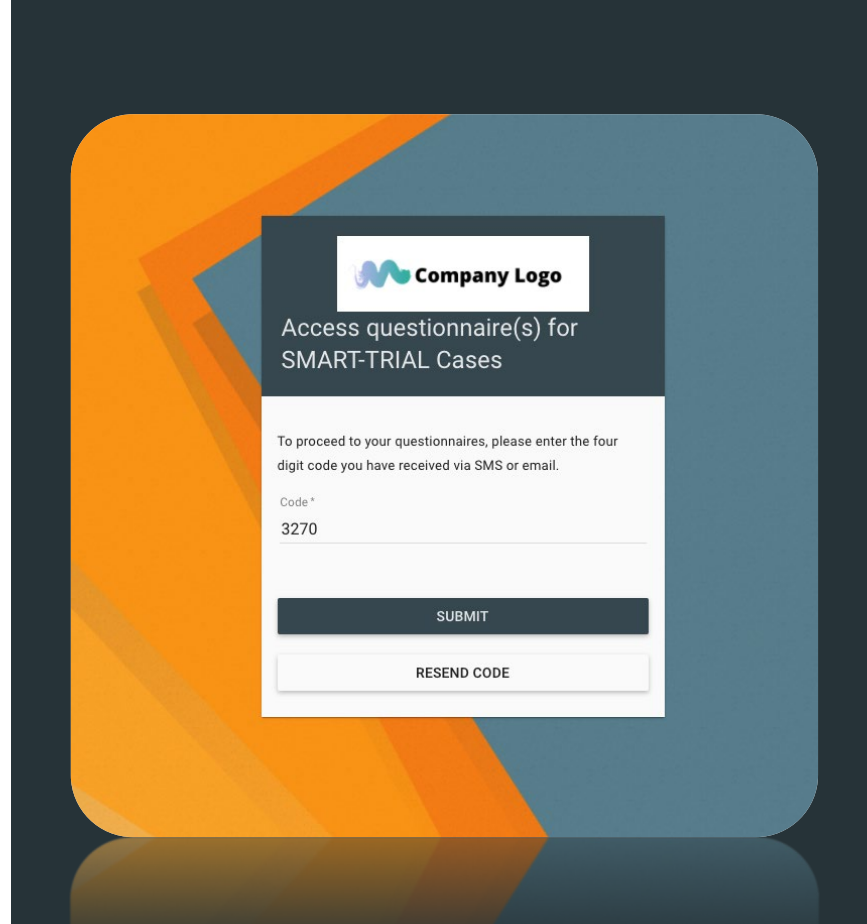 Company Logo
Access questionnaire(s) for
SMART-TRIAL Cases
To proceed to your questionnaires, please enter the four
digit code you have received via SMS or email.
Code *
3270
SUBMIT
RESEND CODE